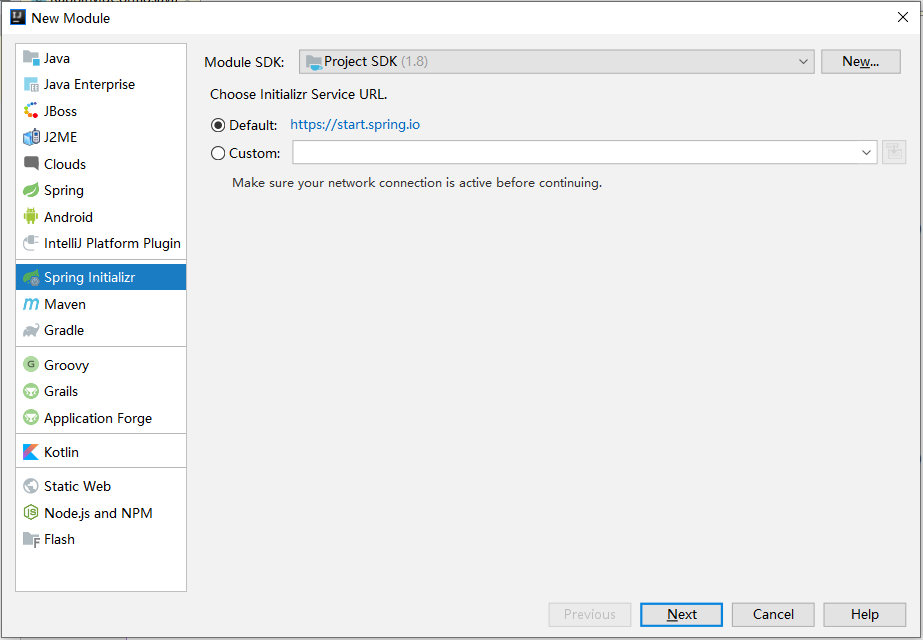 New Module
Java
Java Enterprise
JBoss
J2ME
Clouds
Spring
Android
IntelliJ Platform Plugin
Spring Initializr
Maven
Gradle
Groovy
Grails
Application Forge
Kotlin
Static Web
Node.js and NPM
Flash
Module SDK: Project SDK (1.8) New...
Choose Initializr Service URL.
Default: https://start.spring.io
Custom:
Make sure your network connection is active before continuing.
Previous Next Cancel Help